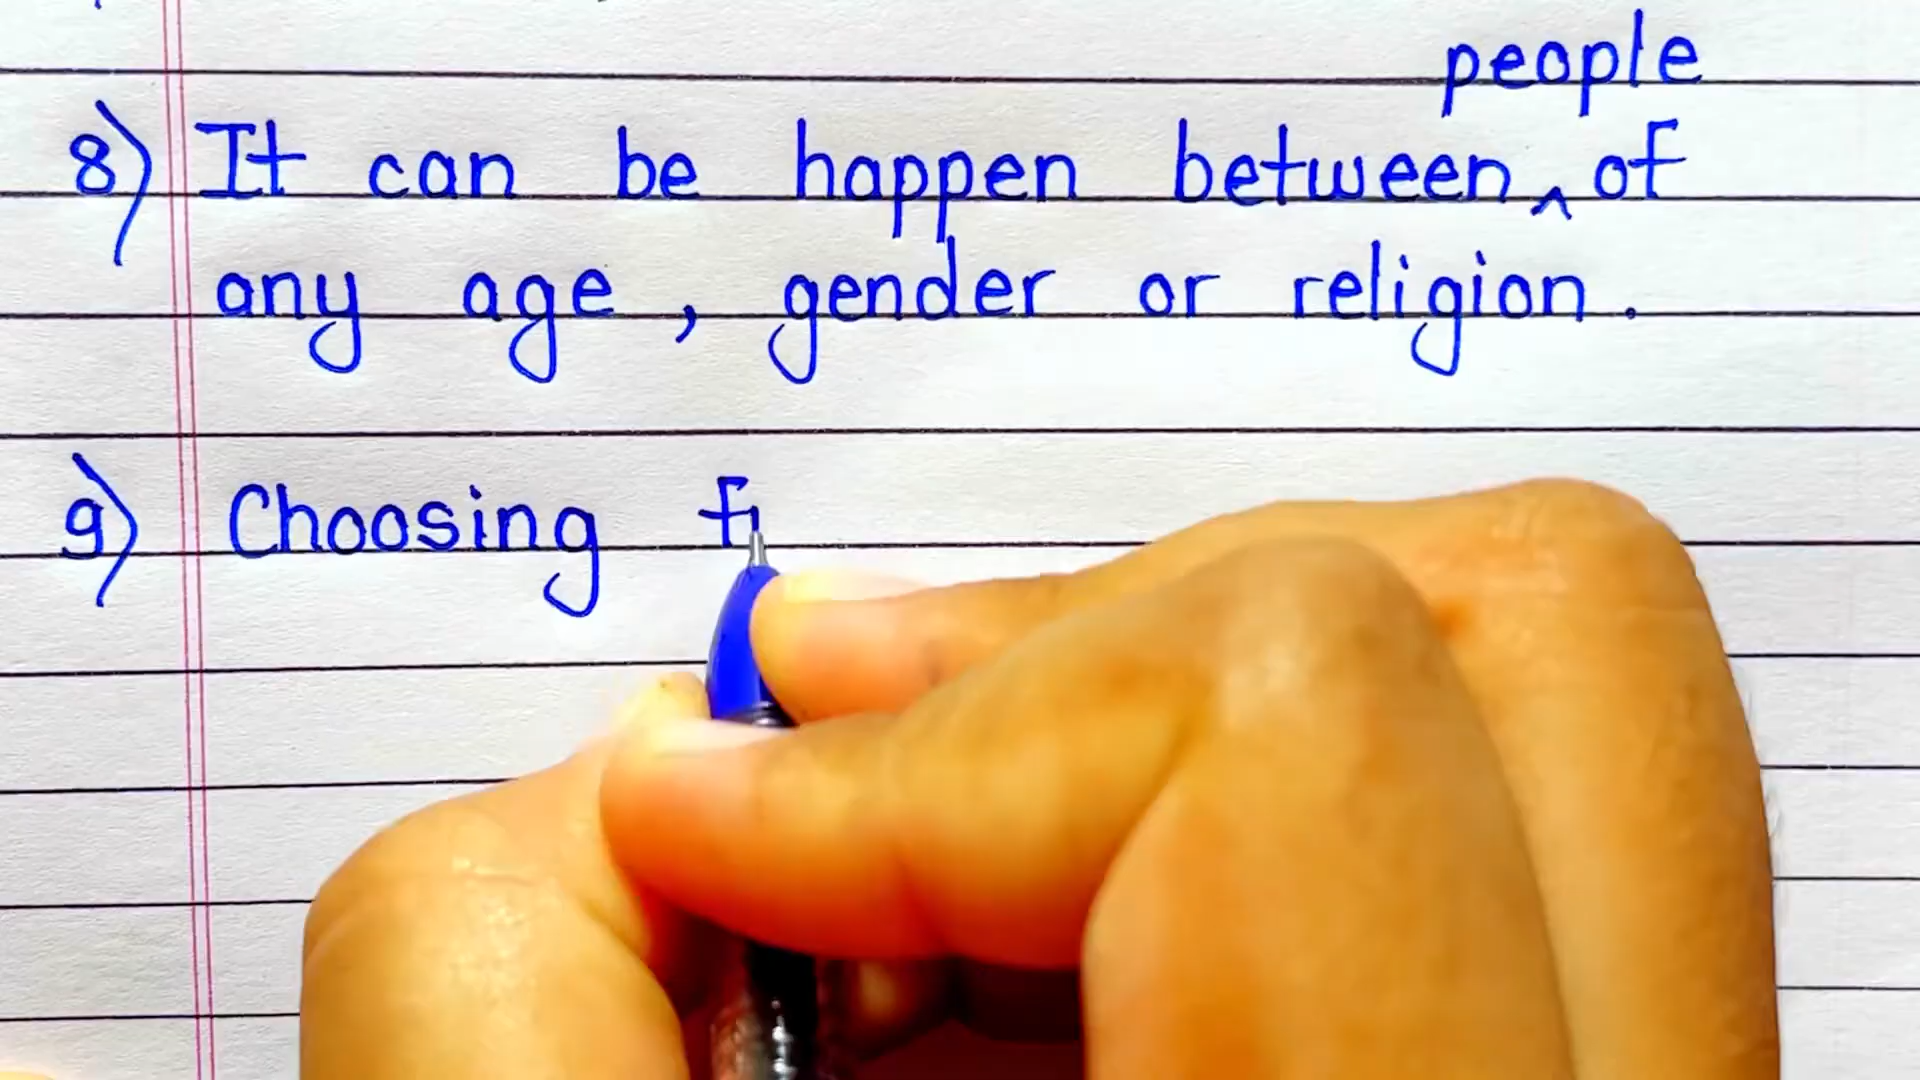 people
8) It can be happen between ^ of
any age, gender or religion.
9) Choosing